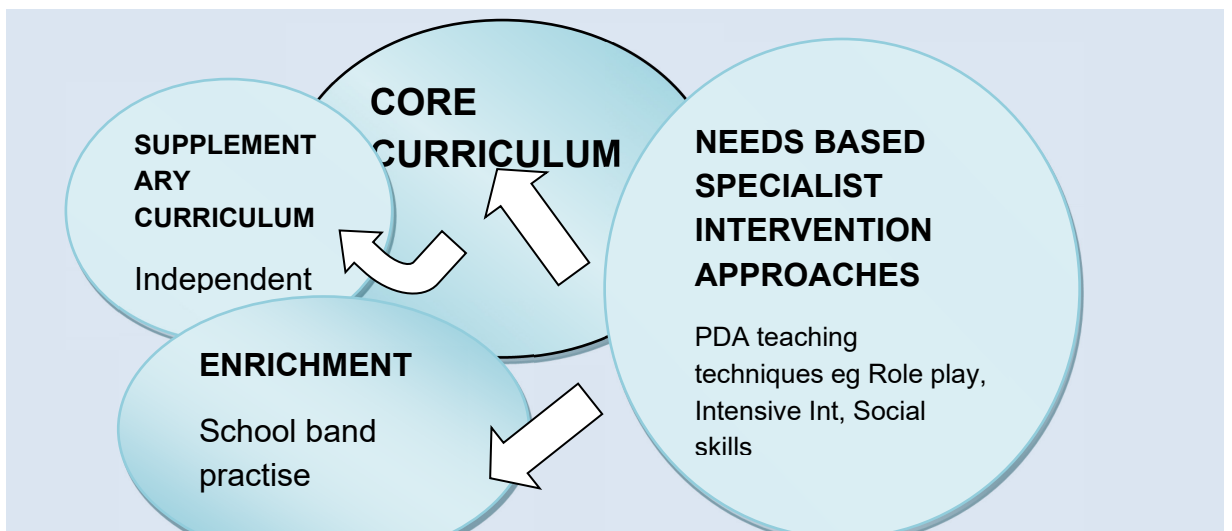 CORE
CURRICULUM
SUPPLEMENT
ARY
CURRICULUM
Independent
ENRICHMENT
School band
practise
NEEDS BASED
SPECIALIST
INTERVENTION
APPROACHES
PDA teaching
techniques eg Role play,
Intensive Int, Social
skills